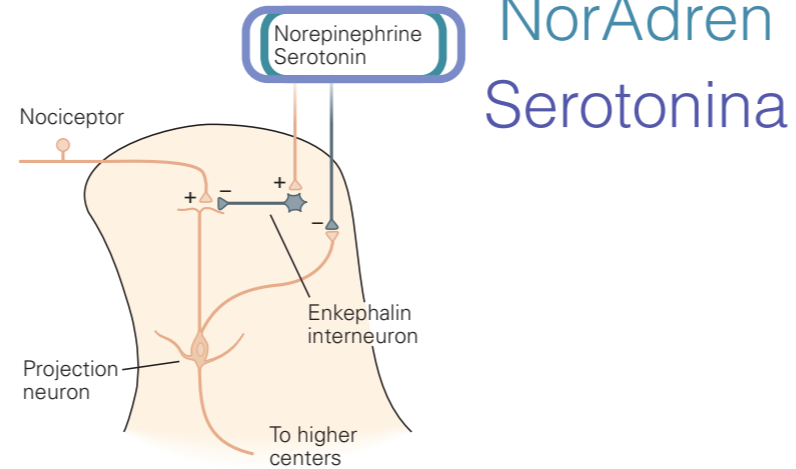 NorAdren
Norepinephrine
Serotonin
Serotonina
Nociceptor
+
−
+
−
Enkephalin
interneuron
Projection
neuron
To higher
centers